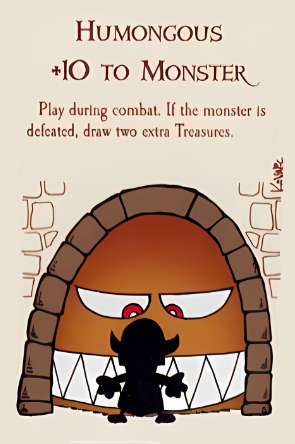 Humongous
+10 to Monster
Play during combat. If the monster is
defeated, draw two extra Treasures.